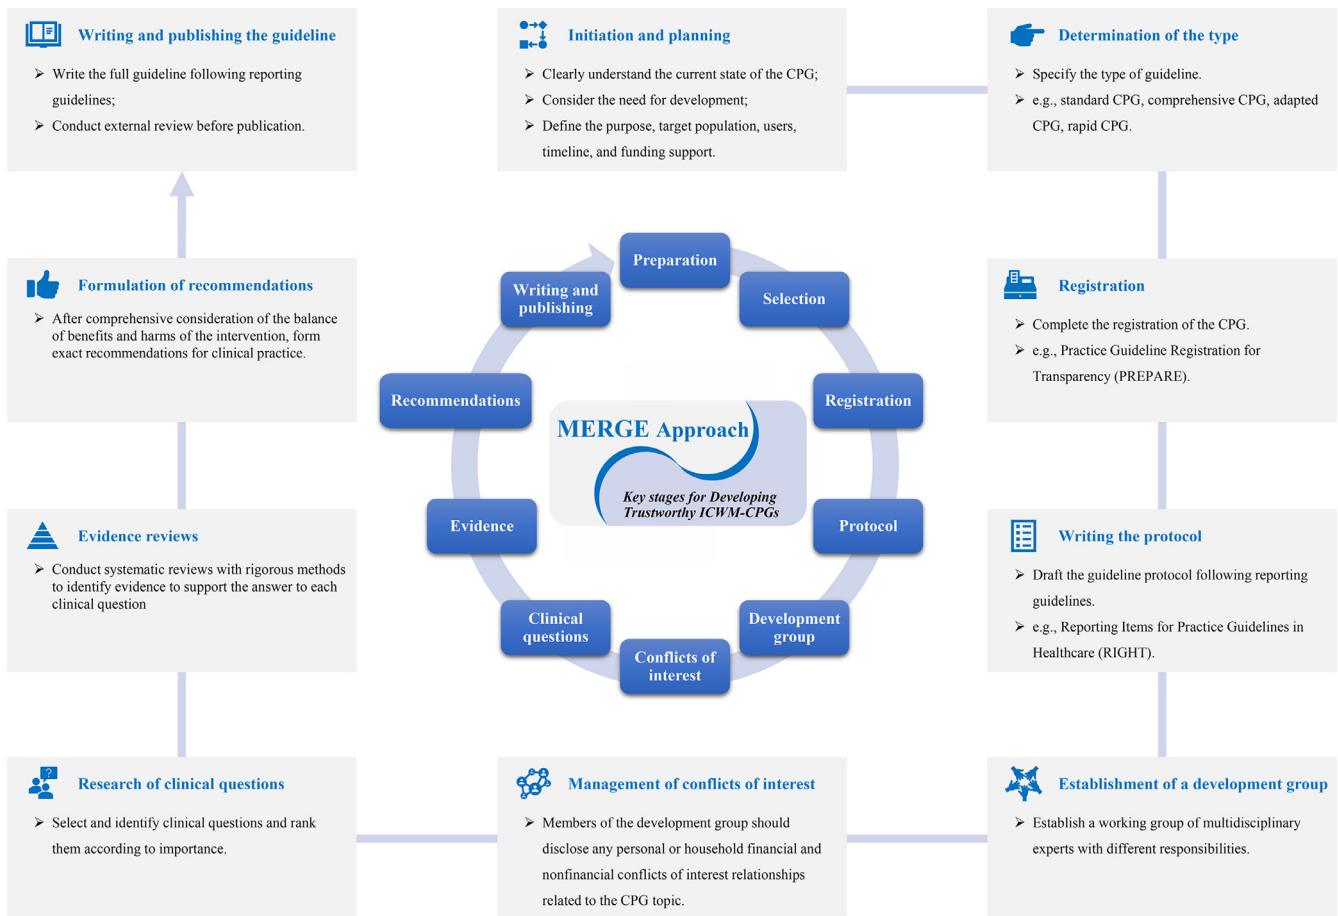 Writing and publishing the guideline
➤ Write the full guideline following reporting
guidelines;
➤ Conduct external review before publication.
Initiation and planning
➤ Clearly understand the current state of the CPG;
➤ Consider the need for development;
➤ Define the purpose, target population, users,
timeline, and funding support.
Determination of the type
➤ Specify the type of guideline.
➤ e.g., standard CPG, comprehensive CPG, adapted
CPG, rapid CPG.
Formulation of recommendations
➤ After comprehensive consideration of the balance
of benefits and harms of the intervention, form
exact recommendations for clinical practice.
Registration
➤ Complete the registration of the CPG.
➤ e.g., Practice Guideline Registration for
Transparency (PREPARE).
Preparation
Selection
Registration
Protocol
Development
group
Conflicts of
interest
Clinical
questions
Evidence
Recommendations
Writing and
publishing
MERGE Approach
Key stages for Developing
Trustworthy ICWM-CPGs
Evidence reviews
➤ Conduct systematic reviews with rigorous methods
to identify evidence to support the answer to each
clinical question
Writing the protocol
➤ Draft the guideline protocol following reporting
guidelines.
➤ e.g., Reporting Items for Practice Guidelines in
Healthcare (RIGHT).
Research of clinical questions
➤ Select and identify clinical questions and rank
them according to importance.
Management of conflicts of interest
➤ Members of the development group should
disclose any personal or household financial and
nonfinancial conflicts of interest relationships
related to the CPG topic.
Establishment of a development group
➤ Establish a working group of multidisciplinary
experts with different responsibilities.